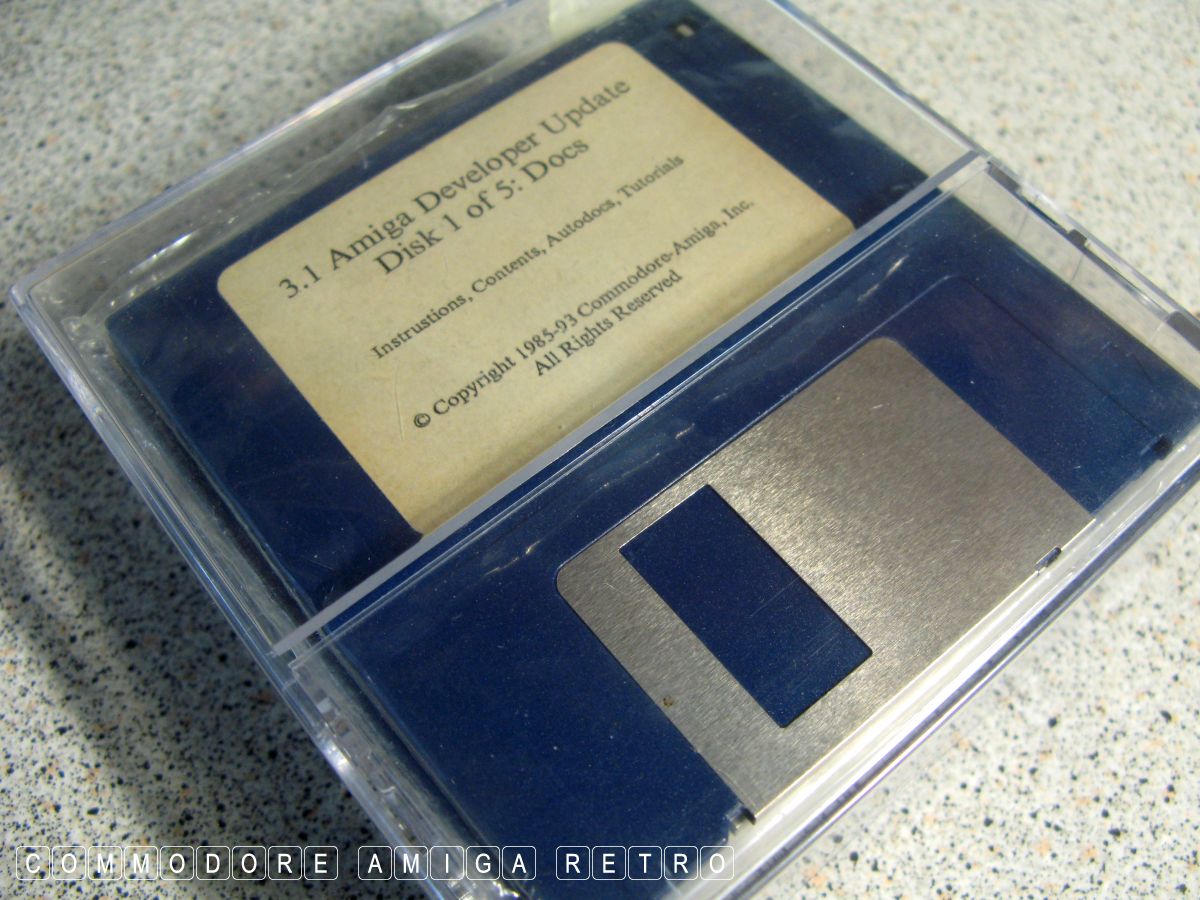 3.1 Amiga Developer Update
Disk 1 of 5: Docs
Instrustions, Contents, Autodocs, Tutorials
© Copyright 1985-93 Commodore-Amiga, Inc.
All Rights Reserved
COMMODORE AMIGA RETRO